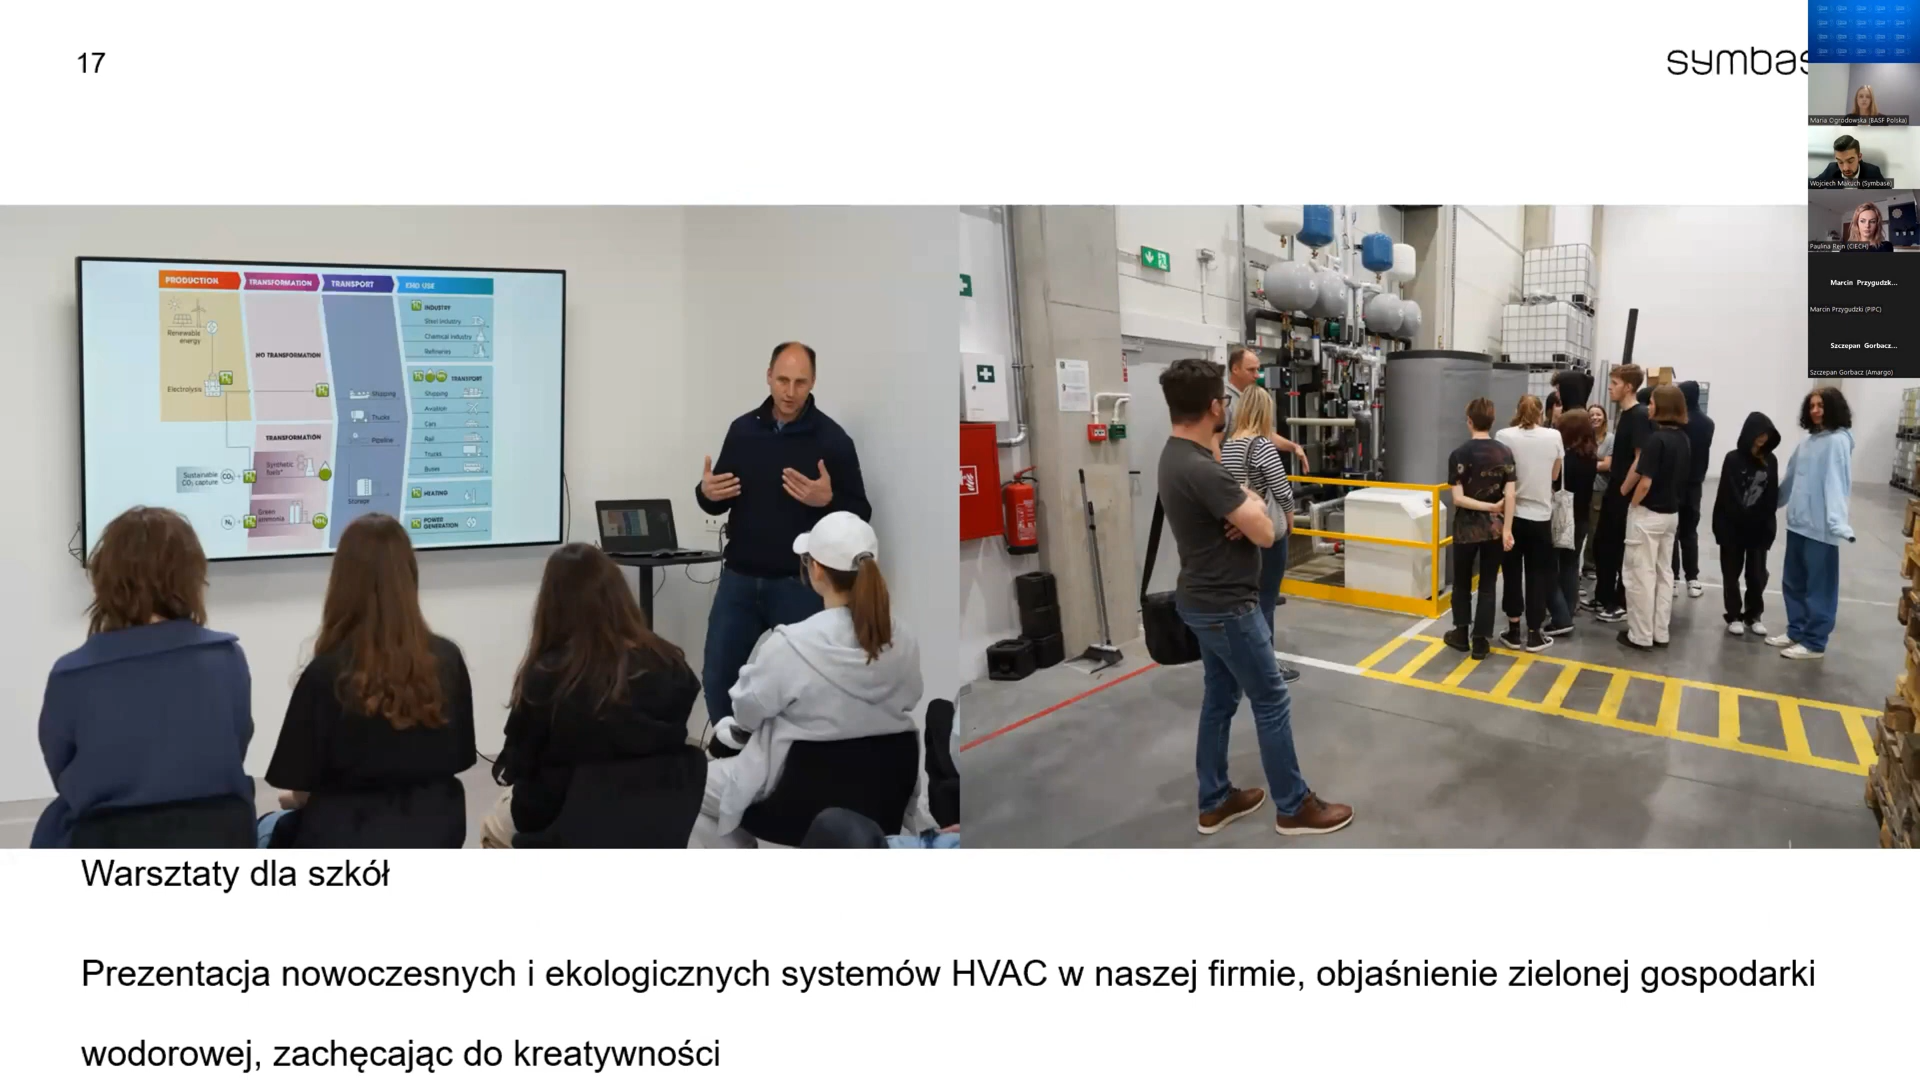 17
symbas
Maria Ogrodowska (BASF Polska)
Wojciech Makuch (Symbase)
Paulina Rejn (CIECH)
Marcin Przygudzk...
Marcin Przygudzki (PIPC)
Szczepan Gorbacz...
Szczepan Gorbacz (Amargo)
PRODUCTION
TRANSFORMATION
TRANSPORT
END USE
Renewable
energy
Electrolysis
Sustainable
CO₂ capture
CO₂
N₂
NO TRANSFORMATION
TRANSFORMATION
Synthetic
fuels*
Green
ammonia
Shipping
Trucks
Pipeline
Storage
INDUSTRY
Steel industry
Chemical industry
Refineries
TRANSPORT
Shipping
Aviation
Cars
Rail
Trucks
Buses
HEATING
POWER
GENERATION
Warsztaty dla szkół
Prezentacja nowoczesnych i ekologicznych systemów HVAC w naszej firmie, objaśnienie zielonej gospodarki
wodorowej, zachęcając do kreatywności